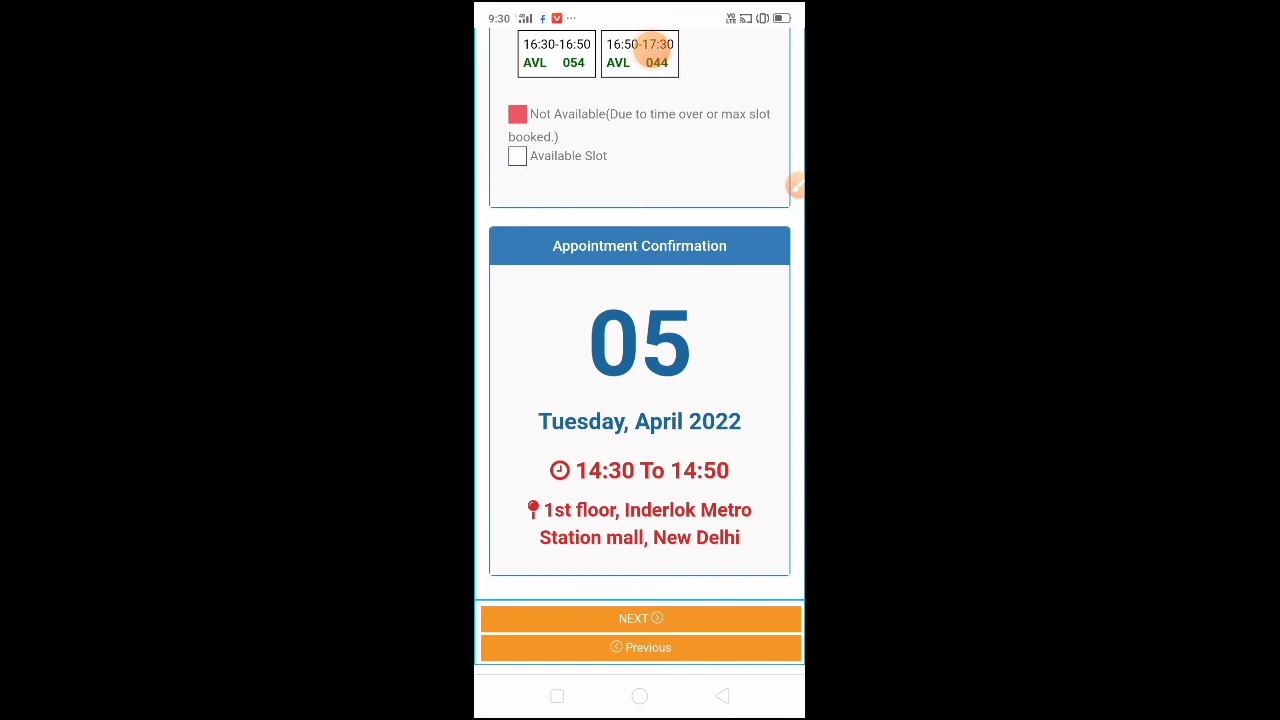 9:30
16:30-16:50 16:50-17:30
AVL 054 AVL 044
Not Available(Due to time over or max slot
booked.)
Available Slot
Appointment Confirmation
05
Tuesday, April 2022
14:30 To 14:50
1st floor, Inderlok Metro
Station mall, New Delhi
NEXT
Previous